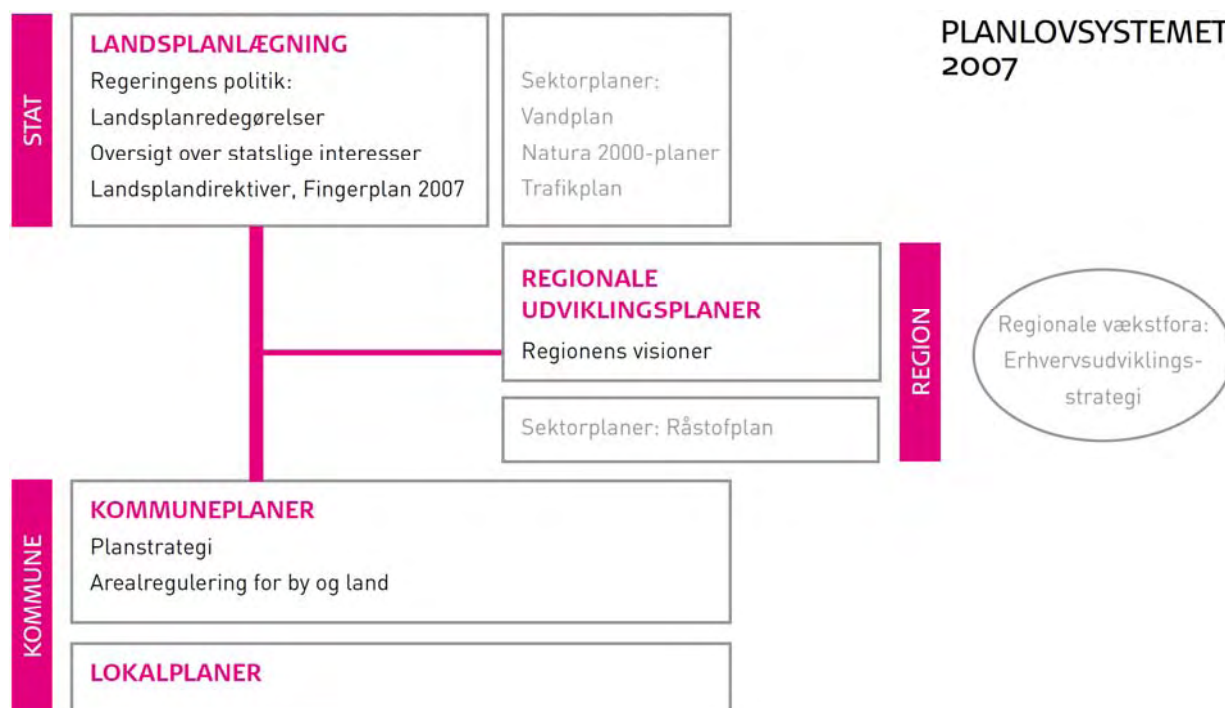 PLANLOVSYSTEMET
2007
STAT
LANDSPLANLÆGNING
Regeringens politik:
Landsplanredegørelser
Oversigt over statslige interesser
Landsplandirektiver, Fingerplan 2007
Sektorplaner:
Vandplan
Natura 2000-planer
Trafikplan
REGIONALE
UDVIKLINGSPLANER
Regionens visioner
Sektorplaner: Råstofplan
REGION
Regionale vækstfora:
Erhvervsudviklings-
strategi
KOMMUNE
KOMMUNEPLANER
Planstrategi
Arealregulering for by og land
LOKALPLANER